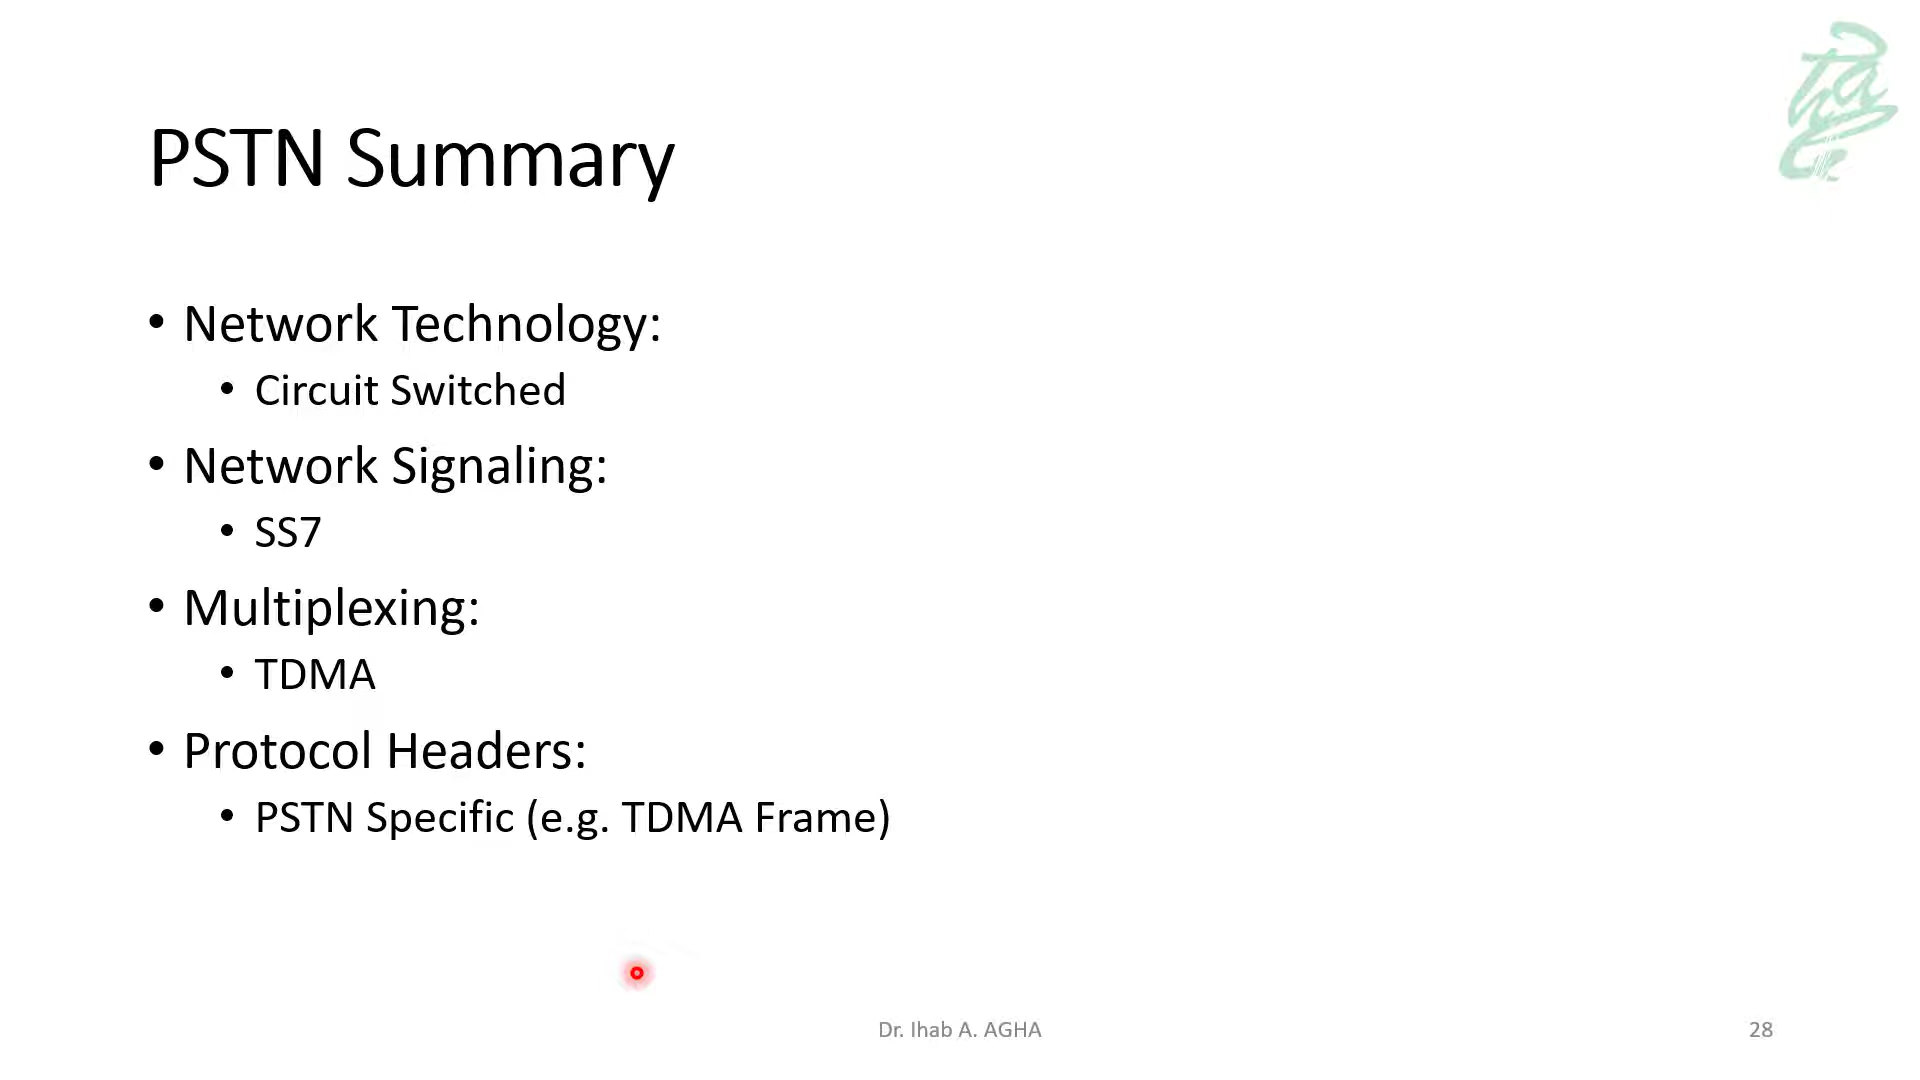 PSTN Summary
• Network Technology:
• Circuit Switched
• Network Signaling:
• SS7
• Multiplexing:
• TDMA
• Protocol Headers:
• PSTN Specific (e.g. TDMA Frame)
Dr. Ihab A. AGHA
28